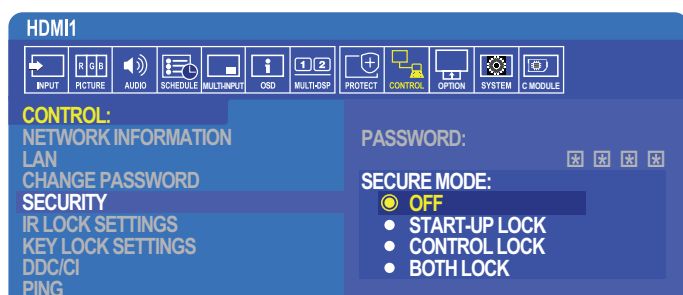 HDMI1
R G B
1 2
INPUT PICTURE AUDIO SCHEDULE MULTI-INPUT OSD MULTI-DSP PROTECT CONTROL OPTION SYSTEM C MODULE
CONTROL:
NETWORK INFORMATION
LAN
CHANGE PASSWORD
SECURITY
IR LOCK SETTINGS
KEY LOCK SETTINGS
DDC/CI
PING
PASSWORD:
* * * *
SECURE MODE:
OFF
START-UP LOCK
CONTROL LOCK
BOTH LOCK